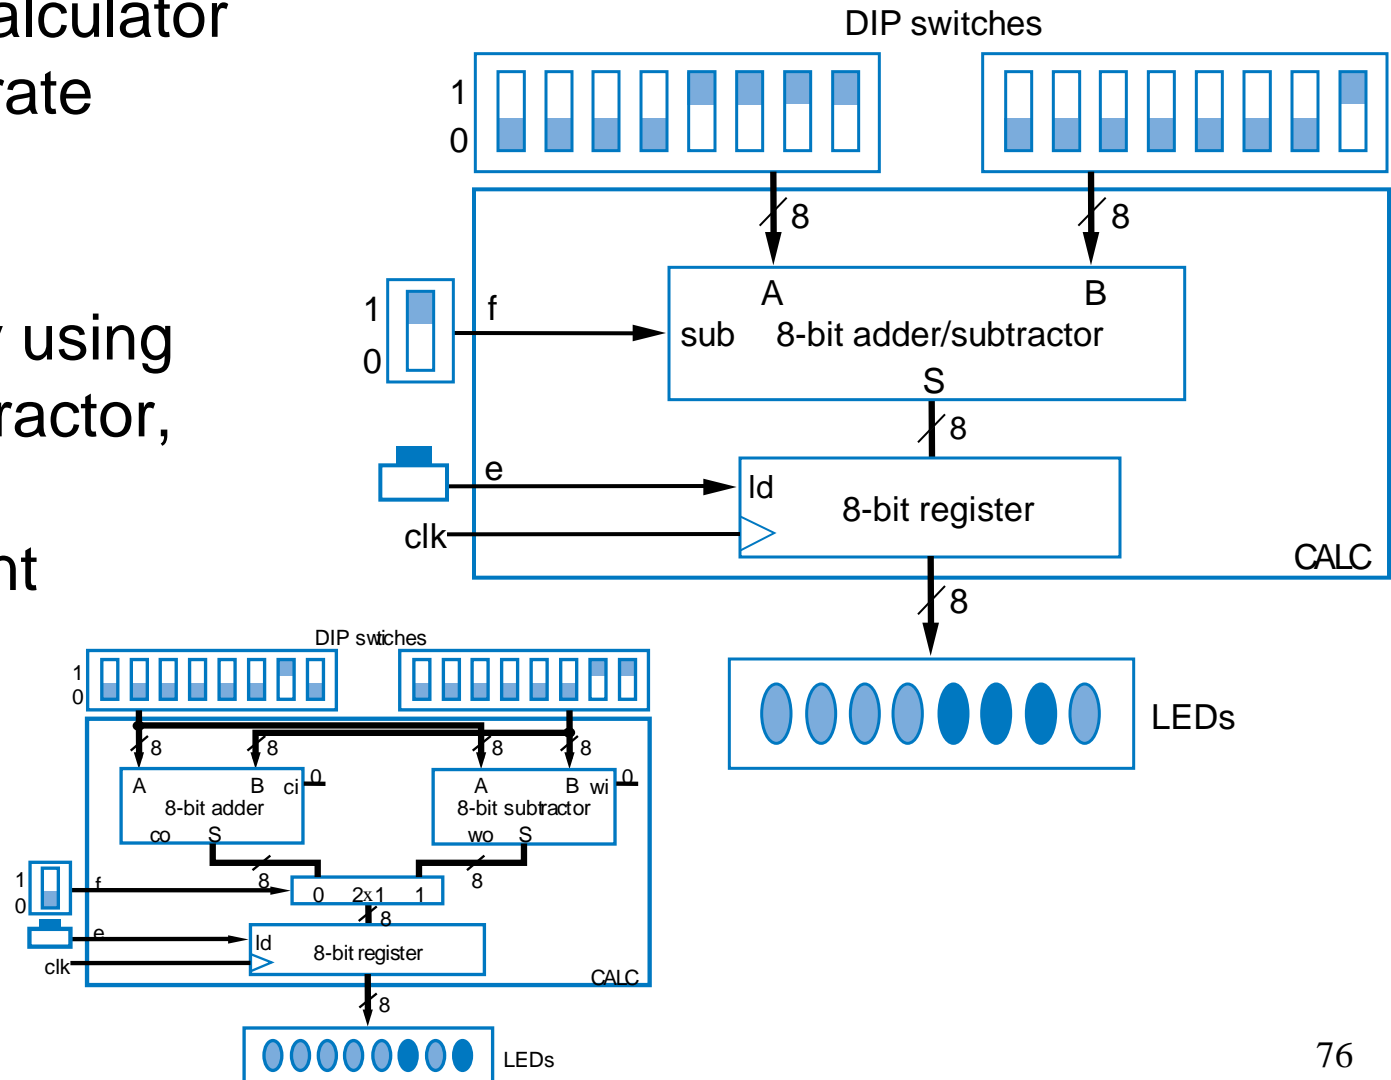 alculator
rate
y using
ractor,
nt
DIP switches
1
0
8
8
A
B
1
0
f
sub
8-bit adder/subtractor
S
8
e
ld
8-bit register
clk
CALC
8
LEDs
DIP swtiches
1
0
8
8
8
8
A
B
ci
0
8-bit adder
co
S
A
B
wi
0
8-bit subtractor
wo
S
8
8
1
0
f
0
2x1
1
8
e
ld
8-bit register
clk
CALC
8
LEDs
76